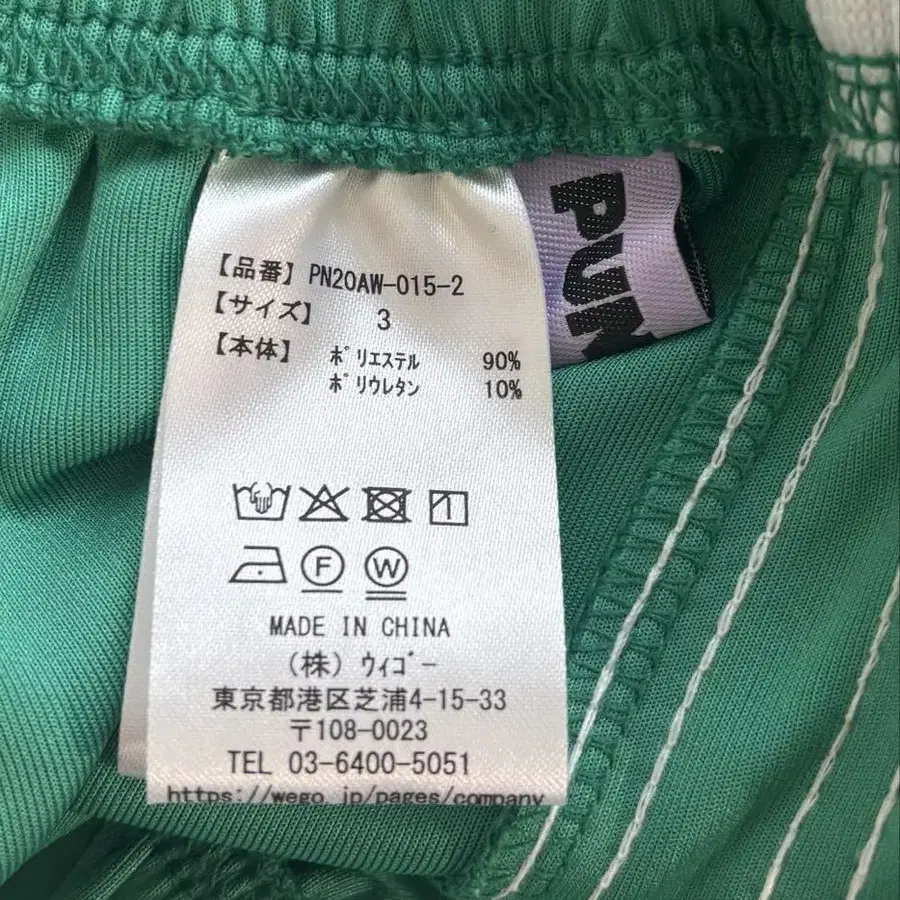 【品番】 PN20AW-015-2
【サイズ】 3
【本体】 ﾎﾟﾘｴｽﾃﾙ 90%
ﾎﾟﾘｳﾚﾀﾝ 10%
F W
MADE IN CHINA
(株) ｳｨｺﾞｰ
東京都港区芝浦4-15-33
〒108-0023
TEL 03-6400-5051
https://wego.jp/pages/company
PUN